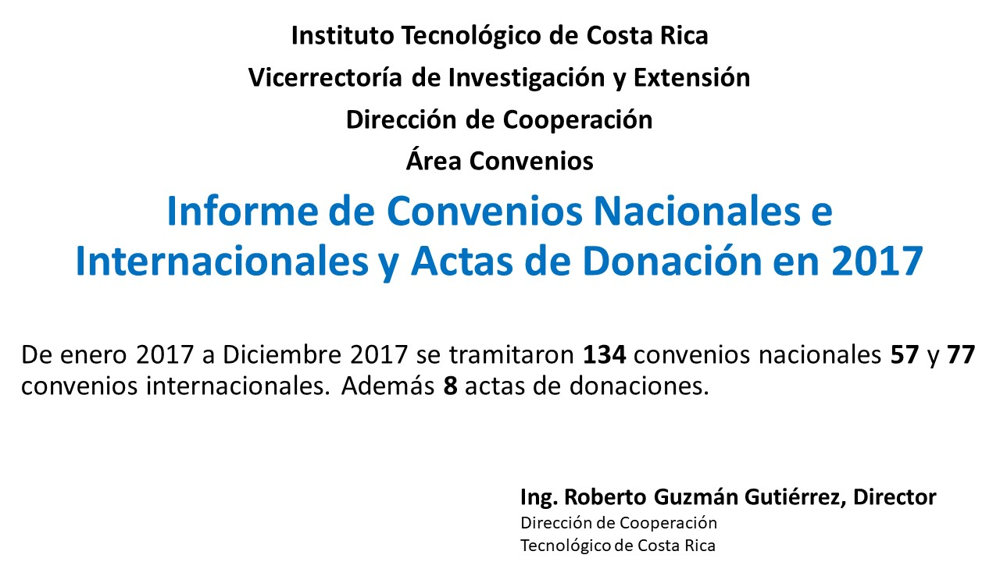 Instituto Tecnológico de Costa Rica
Vicerrectoría de Investigación y Extensión
Dirección de Cooperación
Área Convenios
Informe de Convenios Nacionales e
Internacionales y Actas de Donación en 2017
De enero 2017 a Diciembre 2017 se tramitaron 134 convenios nacionales 57 y 77
convenios internacionales. Además 8 actas de donaciones.
Ing. Roberto Guzmán Gutiérrez, Director
Dirección de Cooperación
Tecnológico de Costa Rica